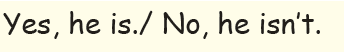 Yes, he is./ No, he isn’t.